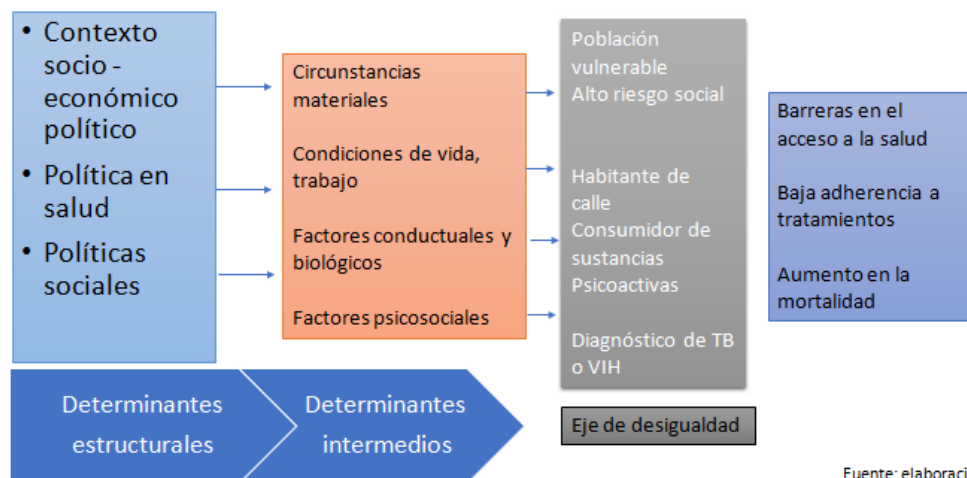 • Contexto
socio -
económico
político
• Política en
salud
• Políticas
sociales
Circunstancias
materiales
Condiciones de vida,
trabajo
Factores conductuales y
biológicos
Factores psicosociales
Población
vulnerable
Alto riesgo social
Habitante de
calle
Consumidor de
sustancias
Psicoactivas
Diagnóstico de TB
o VIH
Barreras en el
acceso a la salud
Baja adherencia a
tratamientos
Aumento en la
mortalidad
Determinantes
estructurales
Determinantes
intermedios
Eje de desigualdad
Fuente: elaboraci